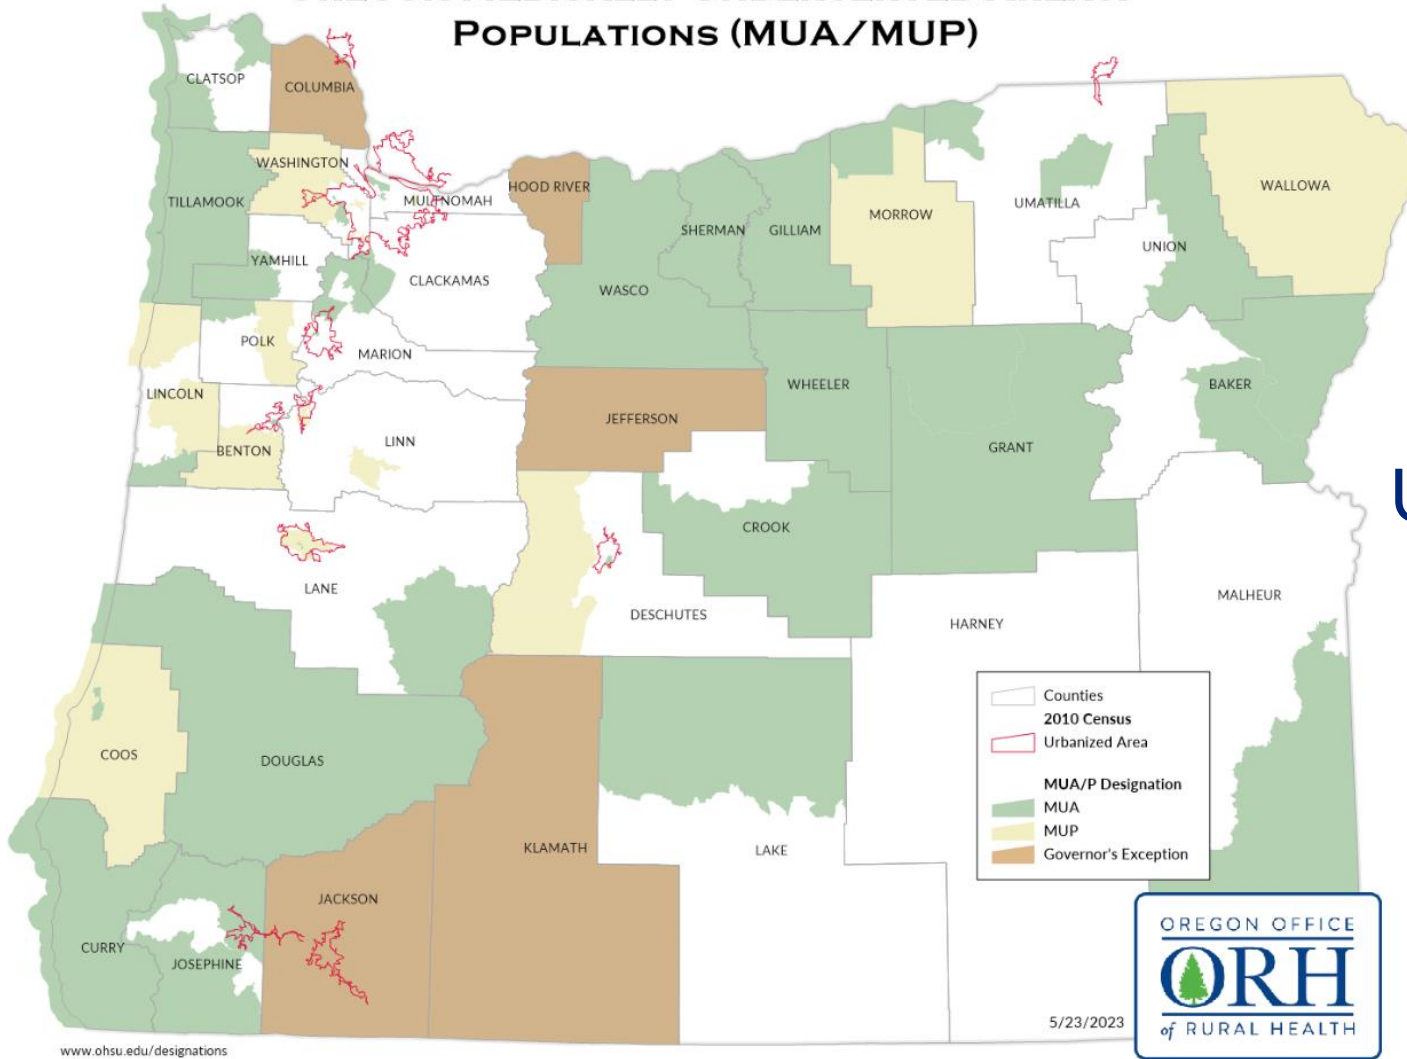 POPULATIONS (MUA/MUP)
CLATSOP
COLUMBIA
WASHINGTON
TILLAMOOK
MULTNOMAH
HOOD RIVER
YAMHILL
CLACKAMAS
WASCO
SHERMAN
GILLIAM
MORROW
UMATILLA
UNION
WALLOWA
POLK
MARION
LINCOLN
BENTON
LINN
JEFFERSON
WHEELER
GRANT
BAKER
CROOK
LANE
DESCHUTES
HARNEY
MALHEUR
COOS
DOUGLAS
KLAMATH
LAKE
JACKSON
CURRY
JOSEPHINE
Counties
2010 Census
Urbanized Area
MUA/P Designation
MUA
MUP
Governor's Exception
5/23/2023
OREGON OFFICE
ORH
of RURAL HEALTH
www.ohsu.edu/designations